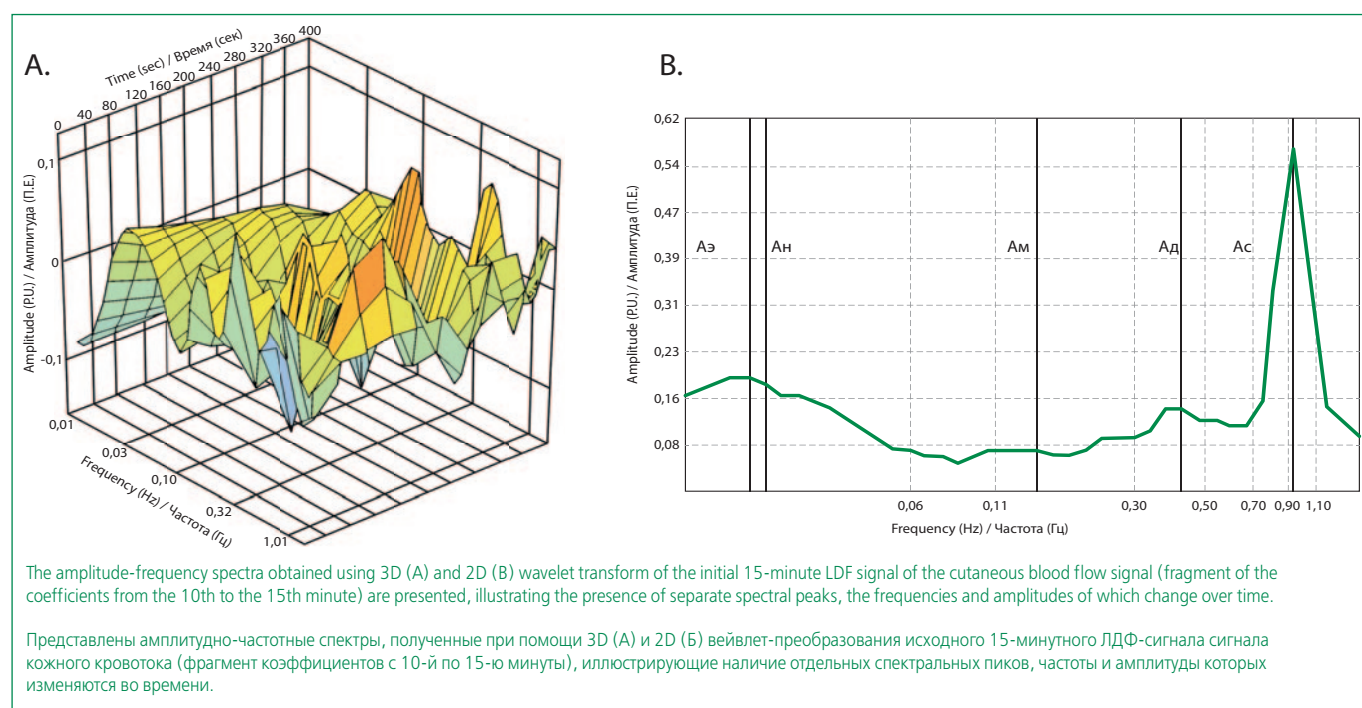 A.
Time (sec) / Время (сек)
0 40 80 120 160 200 240 280 320 360 400
Amplitude (P.U.) / Амплитуда (П.Е.)
0,1
0
-0,1
0,01
0,03
0,10
0,32
1,01
Frequency (Hz) / Частота (Гц)
B.
Amplitude (P.U.) / Амплитуда (П.Е.)
0,62
0,54
0,47
0,39
0,31
0,23
0,16
0,08
Аэ Ан Ам Ад Ас
0,06 0,11 0,30 0,50 0,70 0,90 1,10
Frequency (Hz) / Частота (Гц)
The amplitude-frequency spectra obtained using 3D (A) and 2D (B) wavelet transform of the initial 15-minute LDF signal of the cutaneous blood flow signal (fragment of the
coefficients from the 10th to the 15th minute) are presented, illustrating the presence of separate spectral peaks, the frequencies and amplitudes of which change over time.
Представлены амплитудно-частотные спектры, полученные при помощи 3D (А) и 2D (Б) вейвлет-преобразования исходного 15-минутного ЛДФ-сигнала сигнала
кожного кровотока (фрагмент коэффициентов с 10-й по 15-ю минуты), иллюстрирующие наличие отдельных спектральных пиков, частоты и амплитуды которых
изменяются во времени.